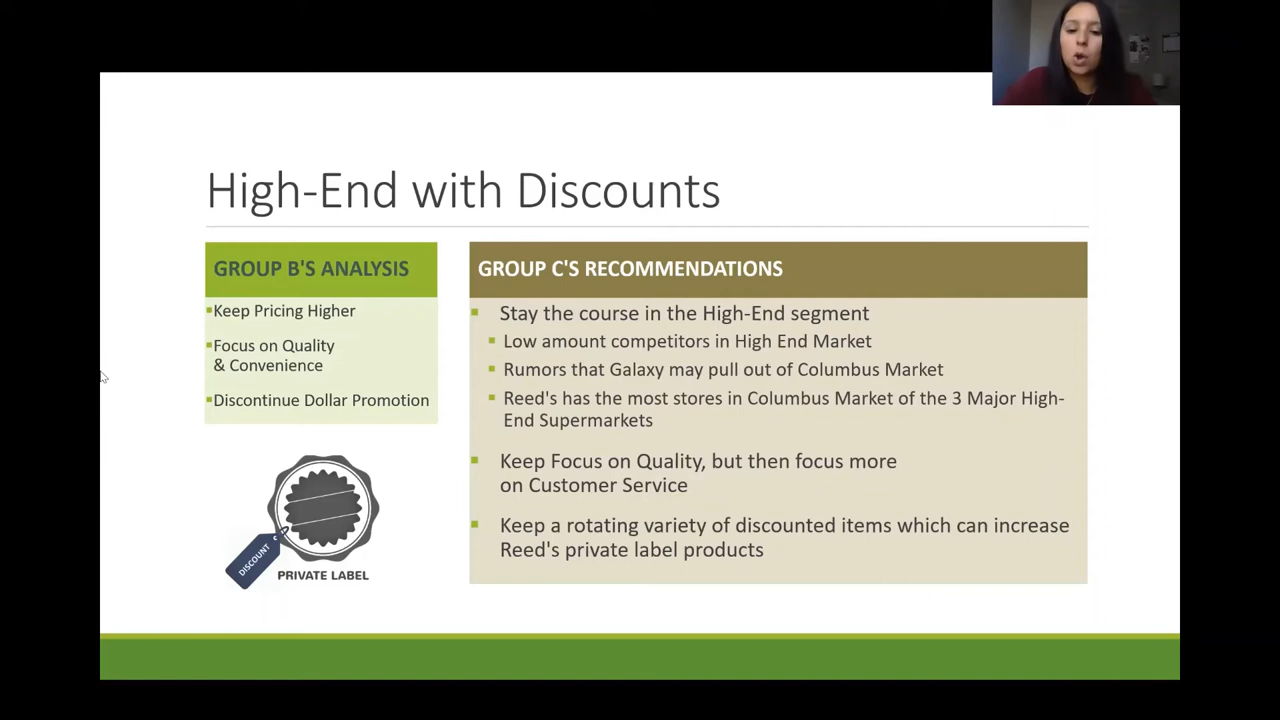 High-End with Discounts
GROUP B'S ANALYSIS
Keep Pricing Higher
Focus on Quality
& Convenience
Discontinue Dollar Promotion
DISCOUNT
PRIVATE LABEL
GROUP C'S RECOMMENDATIONS
Stay the course in the High-End segment
Low amount competitors in High End Market
Rumors that Galaxy may pull out of Columbus Market
Reed's has the most stores in Columbus Market of the 3 Major High-
End Supermarkets
Keep Focus on Quality, but then focus more
on Customer Service
Keep a rotating variety of discounted items which can increase
Reed's private label products